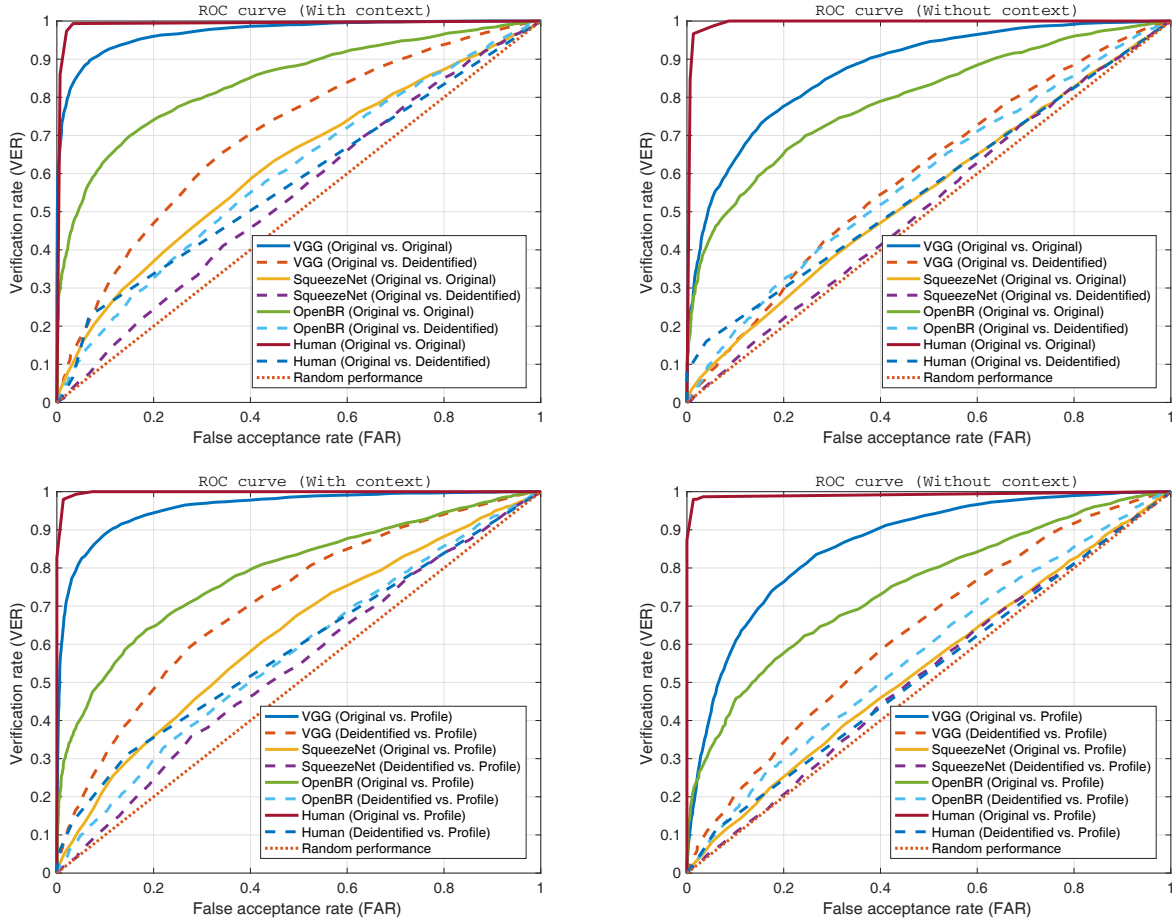 ROC curve (With context)
Verification rate (VER)
1
0.9
0.8
0.7
0.6
0.5
0.4
0.3
0.2
0.1
0
VGG (Original vs. Original)
VGG (Original vs. Deidentified)
SqueezeNet (Original vs. Original)
SqueezeNet (Original vs. Deidentified)
OpenBR (Original vs. Original)
OpenBR (Original vs. Deidentified)
Human (Original vs. Original)
Human (Original vs. Deidentified)
Random performance
0 0.2 0.4 0.6 0.8 1
False acceptance rate (FAR)
ROC curve (Without context)
Verification rate (VER)
1
0.9
0.8
0.7
0.6
0.5
0.4
0.3
0.2
0.1
0
VGG (Original vs. Original)
VGG (Original vs. Deidentified)
SqueezeNet (Original vs. Original)
SqueezeNet (Original vs. Deidentified)
OpenBR (Original vs. Original)
OpenBR (Original vs. Deidentified)
Human (Original vs. Original)
Human (Original vs. Deidentified)
Random performance
0 0.2 0.4 0.6 0.8 1
False acceptance rate (FAR)
ROC curve (With context)
Verification rate (VER)
1
0.9
0.8
0.7
0.6
0.5
0.4
0.3
0.2
0.1
0
VGG (Original vs. Profile)
VGG (Deidentified vs. Profile)
SqueezeNet (Original vs. Profile)
SqueezeNet (Deidentified vs. Profile)
OpenBR (Original vs. Profile)
OpenBR (Deidentified vs. Profile)
Human (Original vs. Profile)
Human (Deidentified vs. Profile)
Random performance
0 0.2 0.4 0.6 0.8 1
False acceptance rate (FAR)
ROC curve (Without context)
Verification rate (VER)
1
0.9
0.8
0.7
0.6
0.5
0.4
0.3
0.2
0.1
0
VGG (Original vs. Profile)
VGG (Deidentified vs. Profile)
SqueezeNet (Original vs. Profile)
SqueezeNet (Deidentified vs. Profile)
OpenBR (Original vs. Profile)
OpenBR (Deidentified vs. Profile)
Human (Original vs. Profile)
Human (Deidentified vs. Profile)
Random performance
0 0.2 0.4 0.6 0.8 1
False acceptance rate (FAR)